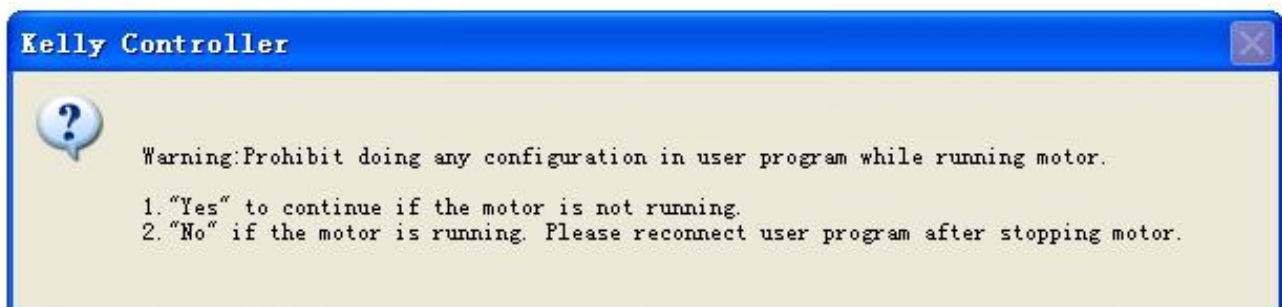 Kelly Controller
Warning:Prohibit doing any configuration in user program while running motor.
1."Yes" to continue if the motor is not running.
2."No" if the motor is running. Please reconnect user program after stopping motor.